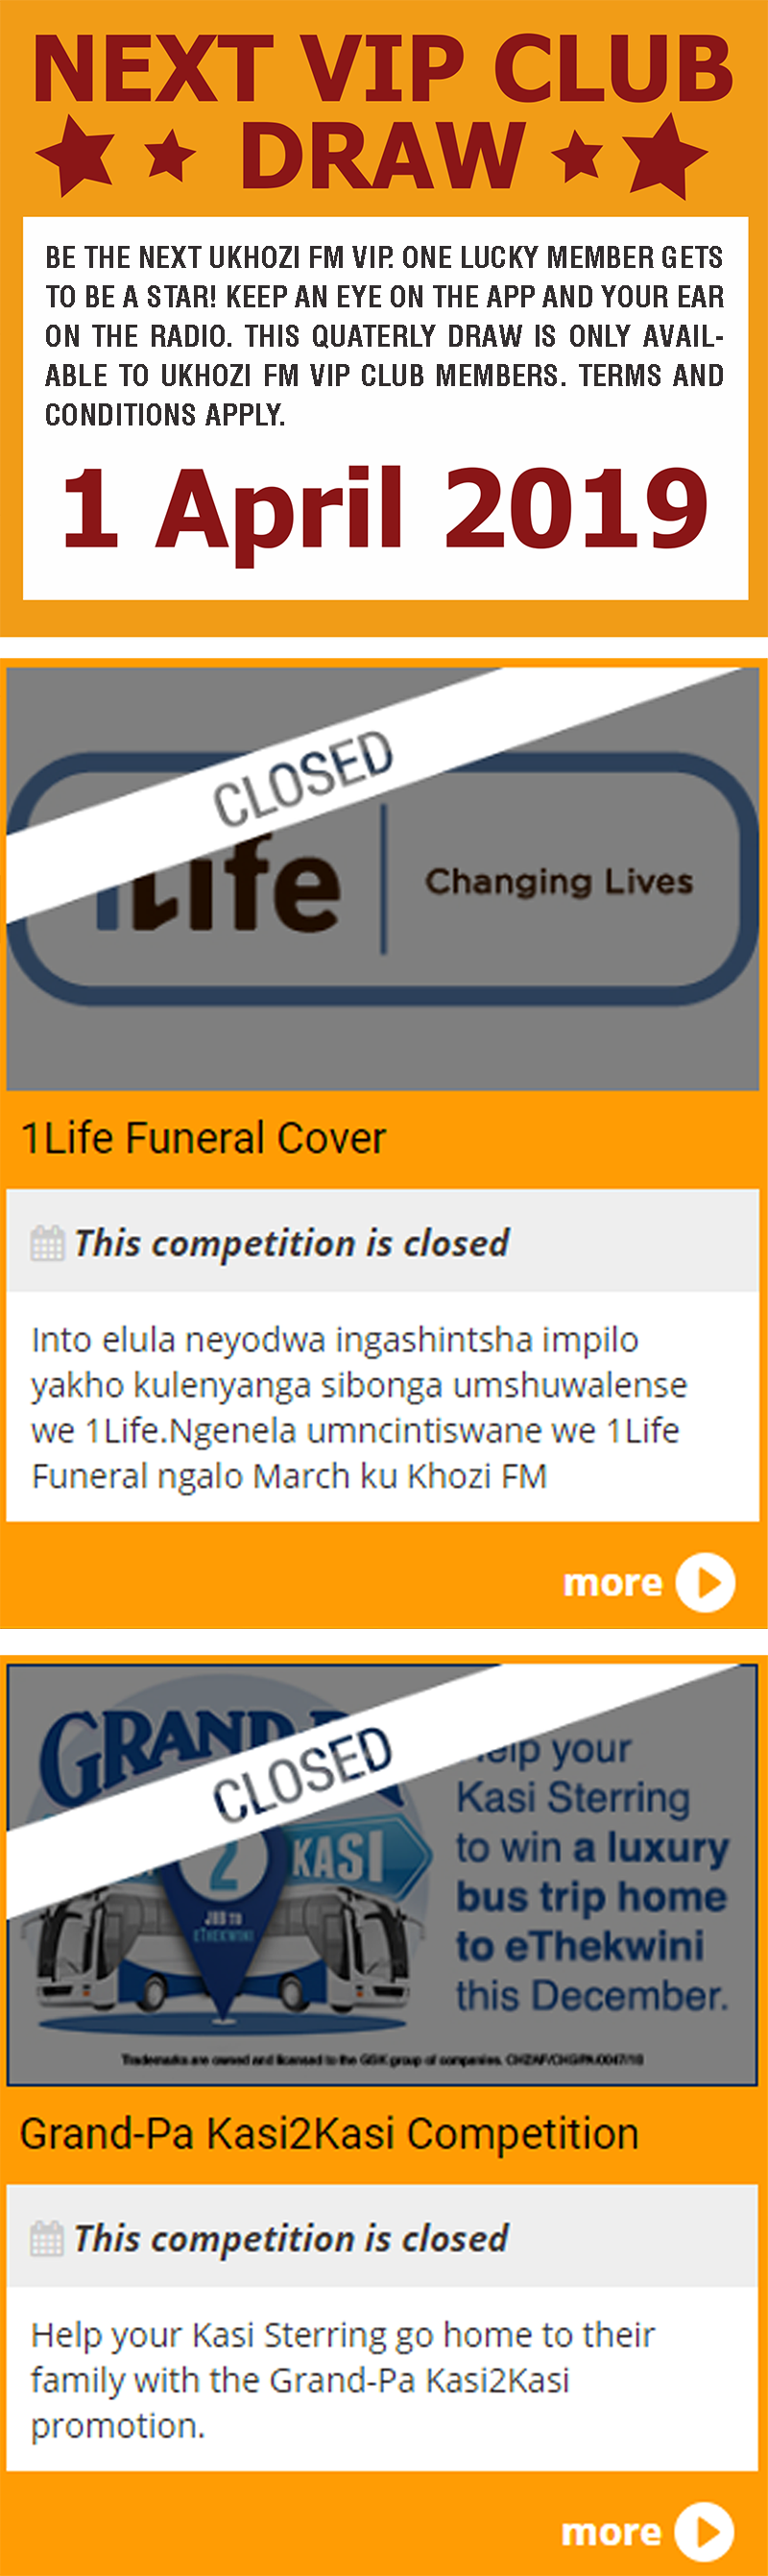 NEXT VIP CLUB
DRAW
BE THE NEXT UKHOZI FM VIP. ONE LUCKY MEMBER GETS
TO BE A STAR! KEEP AN EYE ON THE APP AND YOUR EAR
ON THE RADIO. THIS QUATERLY DRAW IS ONLY AVAIL-
ABLE TO UKHOZI FM VIP CLUB MEMBERS. TERMS AND
CONDITIONS APPLY.
1 April 2019
CLOSED
1Life
Changing Lives
1Life Funeral Cover
This competition is closed
Into elula neyodwa ingashintsha impilo
yakho kulenyanga sibonga umshuwalense
we 1Life.Ngenela umncintiswane we 1Life
Funeral ngalo March ku Khozi FM
more
CLOSED
GRAND-PA
2 KASI
JOB TO
ETHEKWINI
Help your
Kasi Sterring
to win a luxury
bus trip home
to eThekwini
this December.
Trademarks are owned and licensed to the GSK group of companies.
Grand-Pa Kasi2Kasi Competition
This competition is closed
Help your Kasi Sterring go home to their
family with the Grand-Pa Kasi2Kasi
promotion.
more